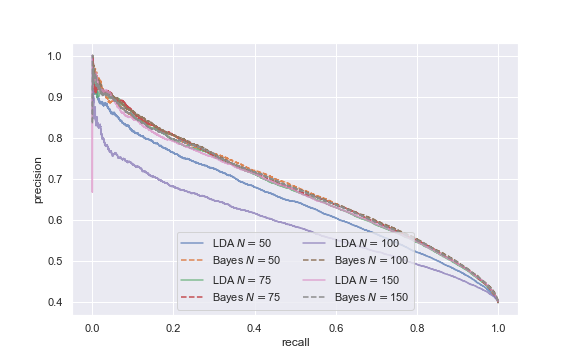 1.0
0.9
0.8
0.7
0.6
0.5
0.4
precision
LDA N = 50
Bayes N = 50
LDA N = 75
Bayes N = 75
LDA N = 100
Bayes N = 100
LDA N = 150
Bayes N = 150
0.0 0.2 0.4 0.6 0.8 1.0
recall